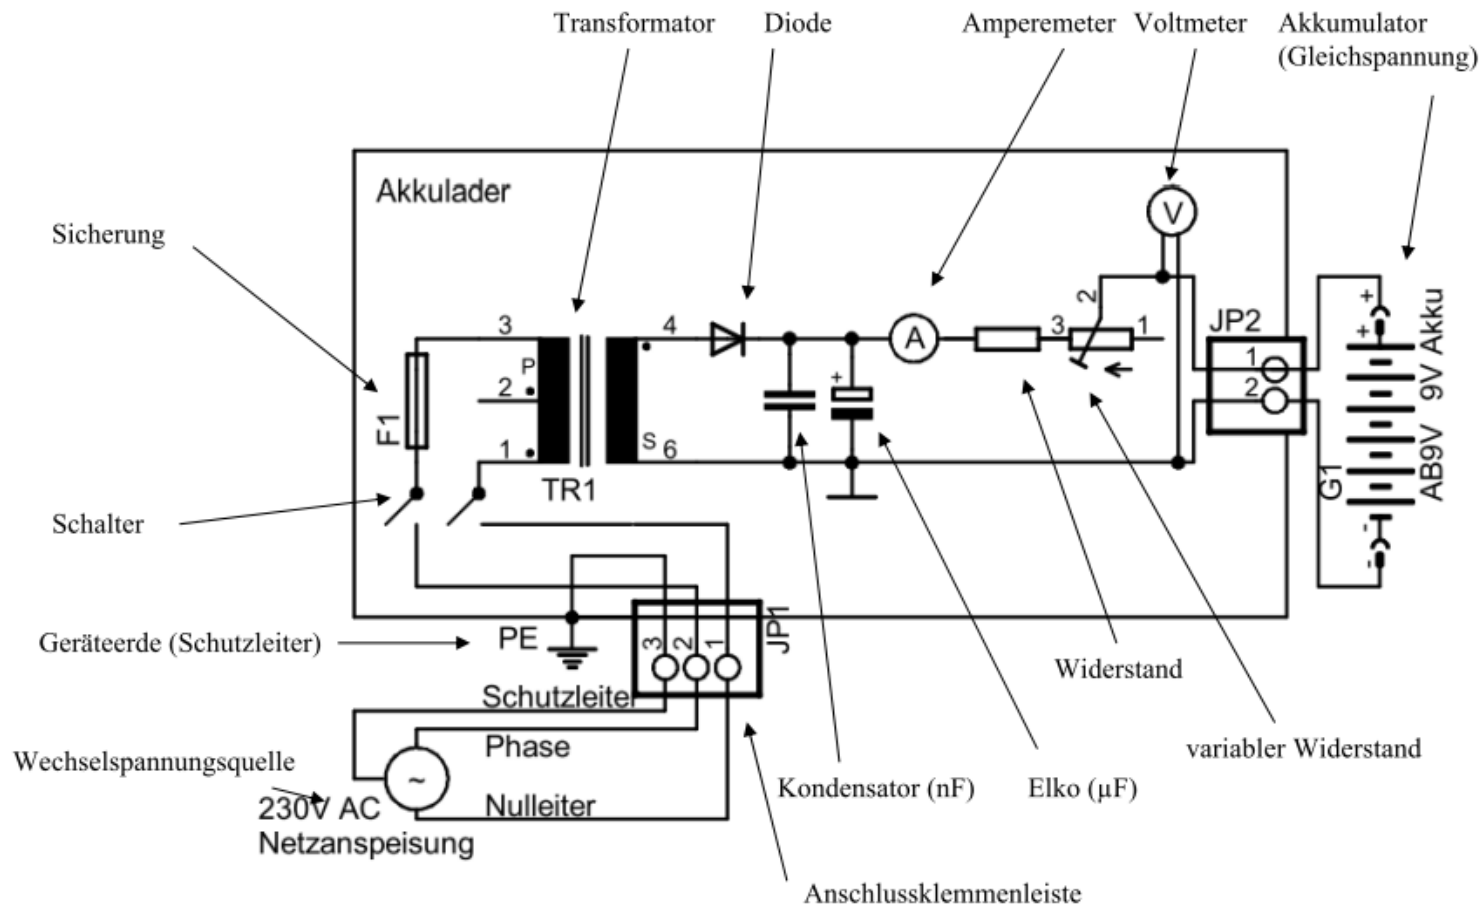 Transformator
Diode
Amperemeter
Voltmeter
Akkumulator
(Gleichspannung)
Akkulader
Sicherung
V
3
4
2
A
3
1
JP2
1
2
+
+
9V Akku
AB9V
G1
P
2
F1
1
S
6
+
TR1
-
-
Schalter
Geräteerde (Schutzleiter)
PE
3
2
1
JP1
Widerstand
Schutzleiter
Wechselspannungsquelle
Phase
~
variabler Widerstand
230V AC
Nulleiter
Kondensator (nF)
Elko (µF)
Netzanspeisung
Anschlussklemmenleiste